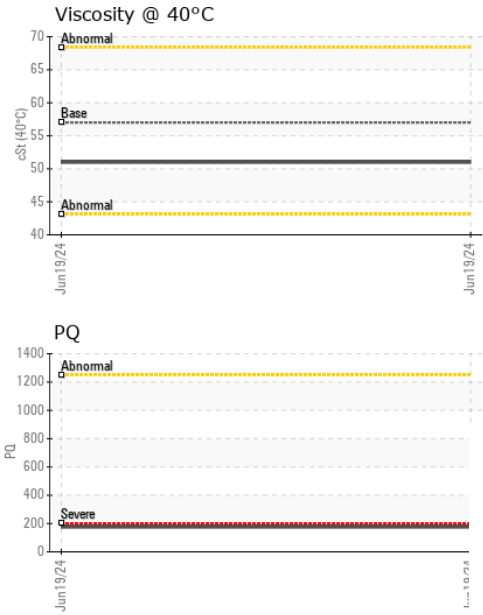 Viscosity @ 40°C
70
Abnormal
65
60
Base
55
cSt (40°C)
50
45
Abnormal
40
Jun19/24
Jun19/24
PQ
1400
Abnormal
1200
1000
800
PQ
600
400
Severe
200
0
Jun19/24